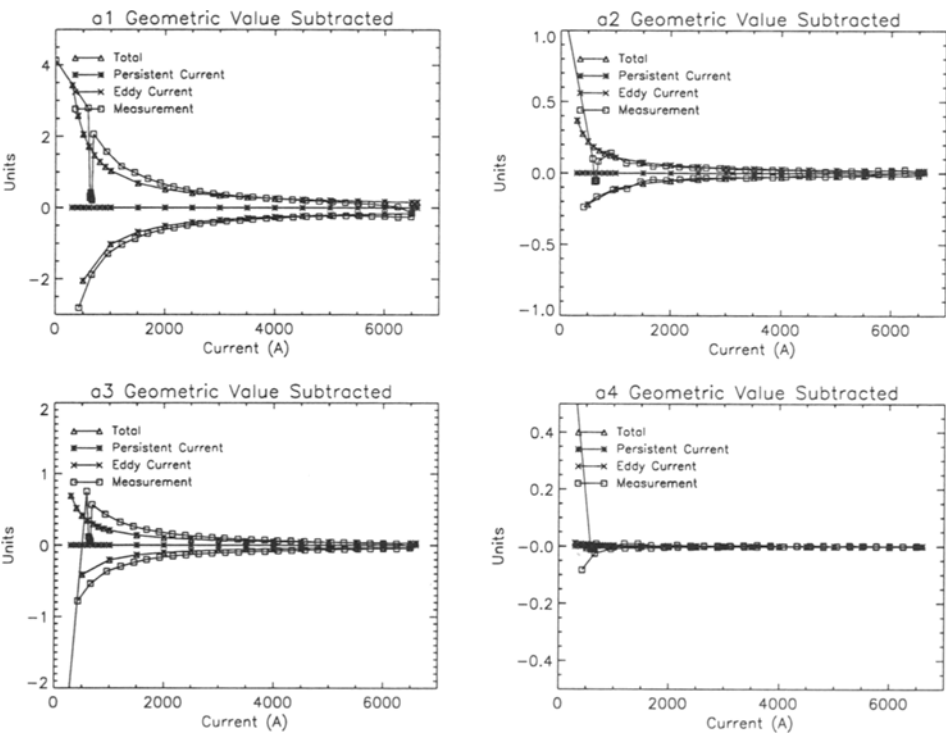 a1 Geometric Value Subtracted
4
2
0
−2
Units
Total
Persistent Current
Eddy Current
Measurement
0 2000 4000 6000
Current (A)
a2 Geometric Value Subtracted
1.0
0.5
0.0
−0.5
−1.0
Units
Total
Persistent Current
Eddy Current
Measurement
0 2000 4000 6000
Current (A)
a3 Geometric Value Subtracted
2
1
0
−1
−2
Units
Total
Persistent Current
Eddy Current
Measurement
0 2000 4000 6000
Current (A)
a4 Geometric Value Subtracted
0.4
0.2
−0.0
−0.2
−0.4
Units
Total
Persistent Current
Eddy Current
Measurement
0 2000 4000 6000
Current (A)